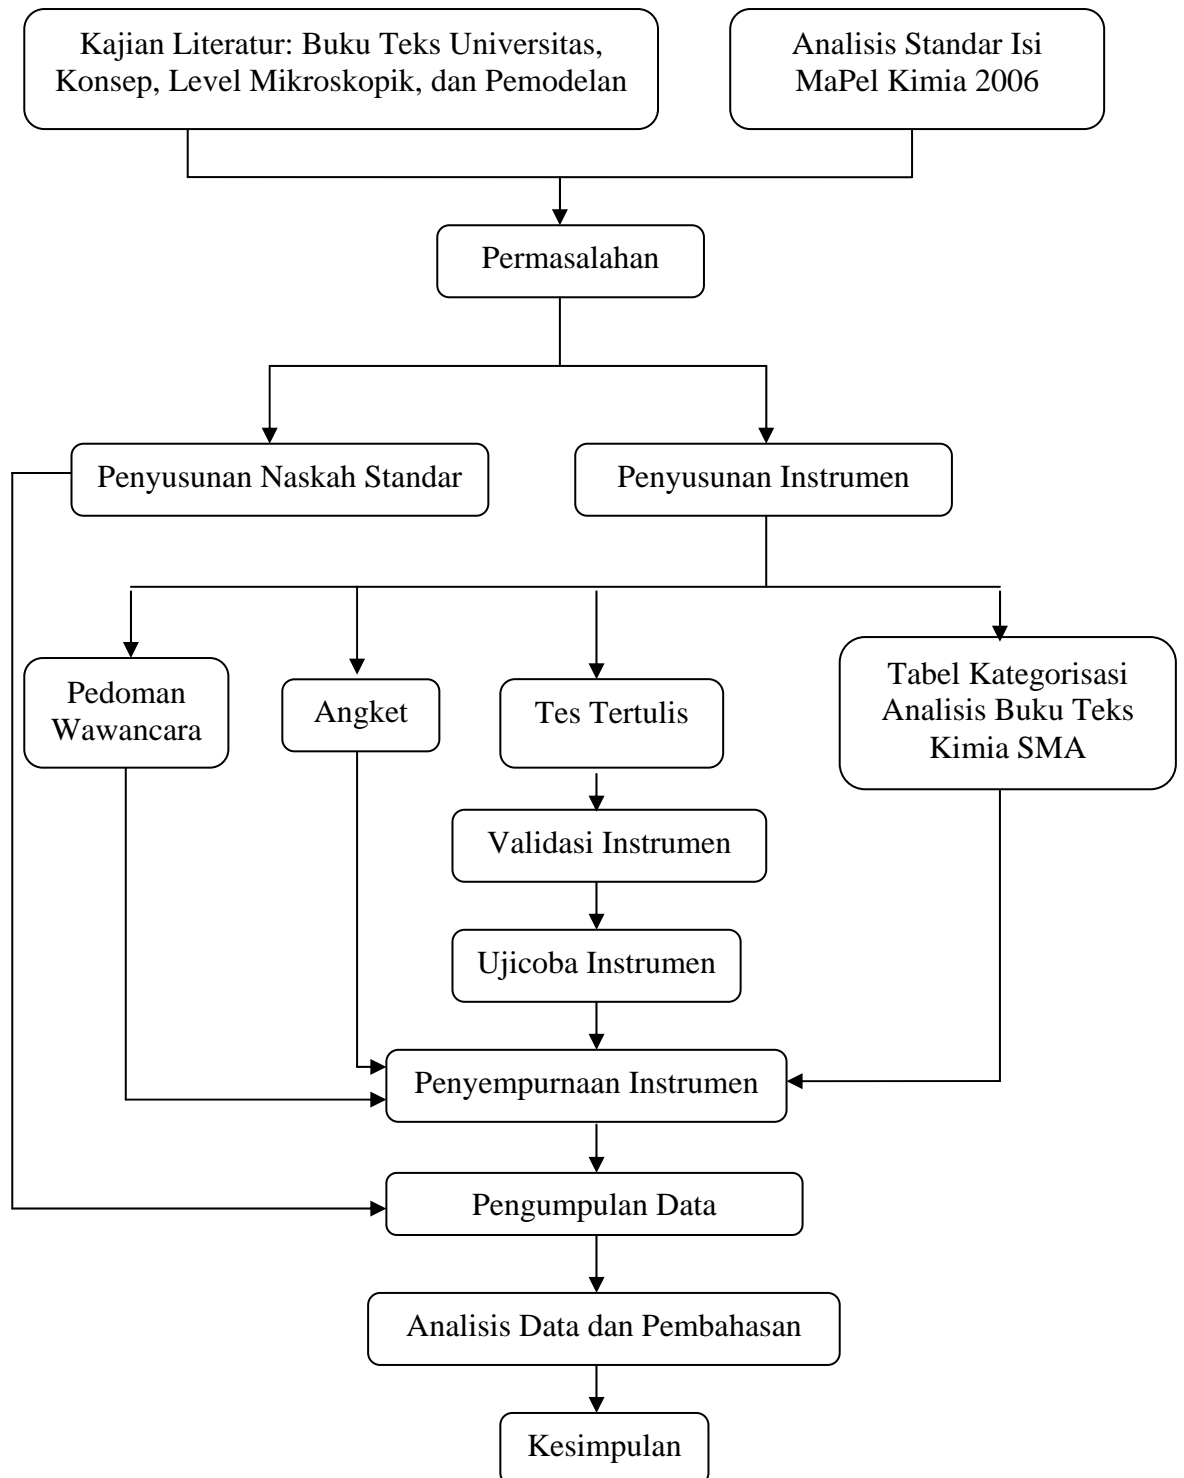 Kajian Literatur: Buku Teks Universitas,
Konsep, Level Mikroskopik, dan Pemodelan
Analisis Standar Isi
MaPel Kimia 2006
Permasalahan
Penyusunan Naskah Standar
Penyusunan Instrumen
Pedoman
Wawancara
Angket
Tes Tertulis
Tabel Kategorisasi
Analisis Buku Teks
Kimia SMA
Validasi Instrumen
Ujicoba Instrumen
Penyempurnaan Instrumen
Pengumpulan Data
Analisis Data dan Pembahasan
Kesimpulan